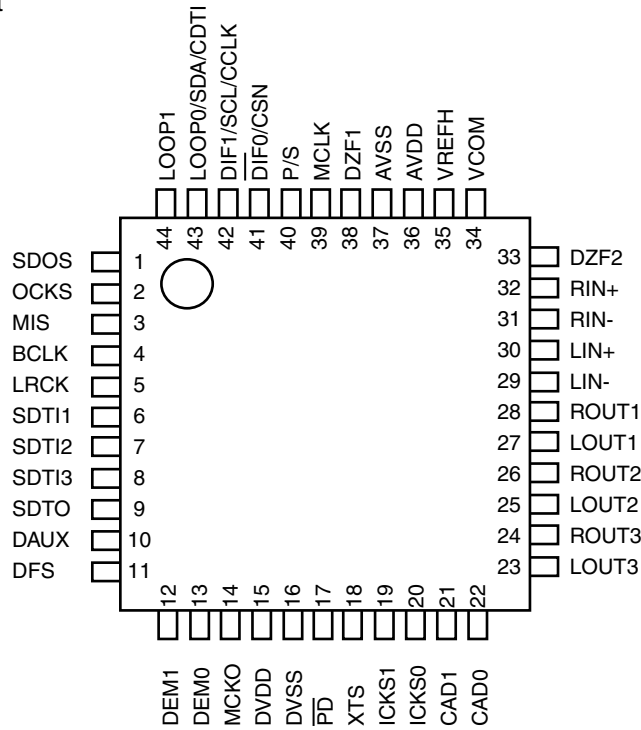 LOOP1
LOOP0/SDA/CDTI
DIF1/SCL/CCLK
DIF0/CSN
P/S
MCLK
DZF1
AVSS
AVDD
VREFH
VCOM
44 43 42 41 40 39 38 37 36 35 34
SDOS 1
OCKS 2
MIS 3
BCLK 4
LRCK 5
SDTI1 6
SDTI2 7
SDTI3 8
SDTO 9
DAUX 10
DFS 11
33 DZF2
32 RIN+
31 RIN-
30 LIN+
29 LIN-
28 ROUT1
27 LOUT1
26 ROUT2
25 LOUT2
24 ROUT3
23 LOUT3
12 13 14 15 16 17 18 19 20 21 22
DEM1
DEM0
MCKO
DVDD
DVSS
PD
XTS
ICKS1
ICKS0
CAD1
CAD0